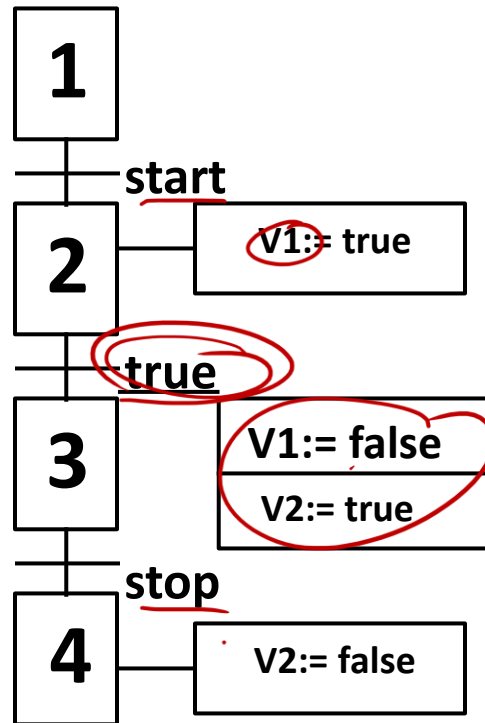 1
start
2
V1:= true
true
3
V1:= false
V2:= true
stop
4
V2:= false